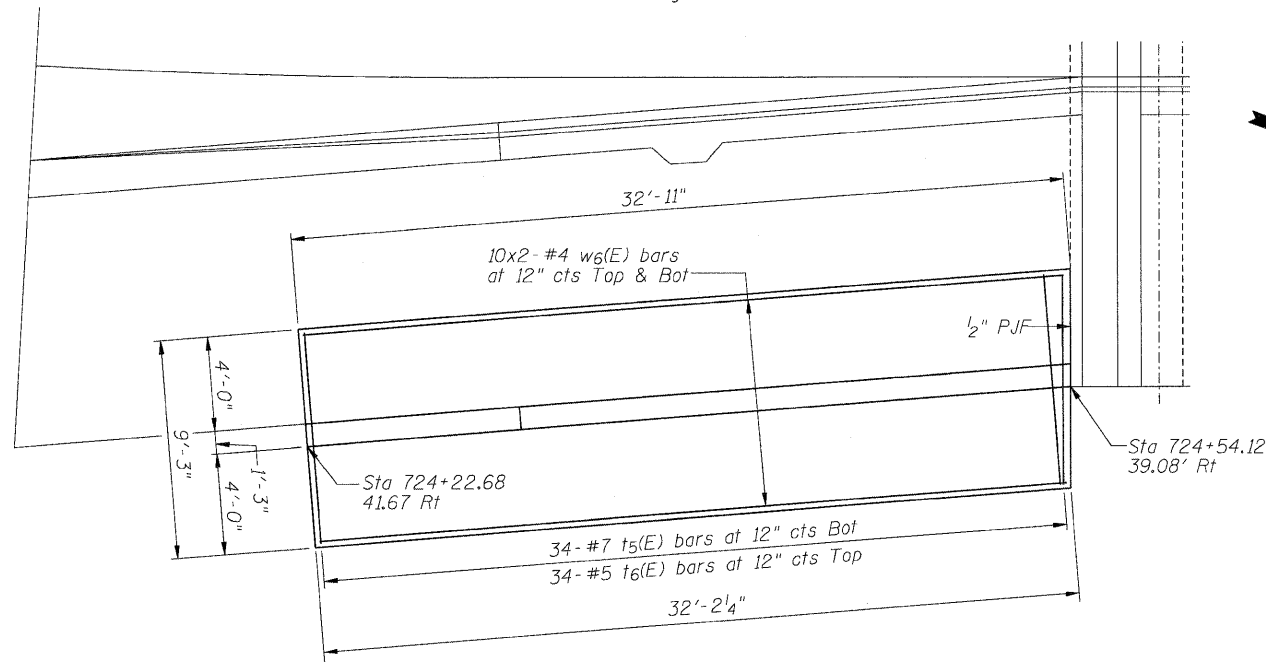 32'-11"
10x2-#4 w6(E) bars
at 12" cts Top & Bot
½" PJF
4'-0"
9'-3"
1'-3"
4'-0"
Sta 724+54.12
39.08' Rt
Sta 724+22.68
41.67 Rt
34-#7 t5(E) bars at 12" cts Bot
34-#5 t6(E) bars at 12" cts Top
32'-2¼"